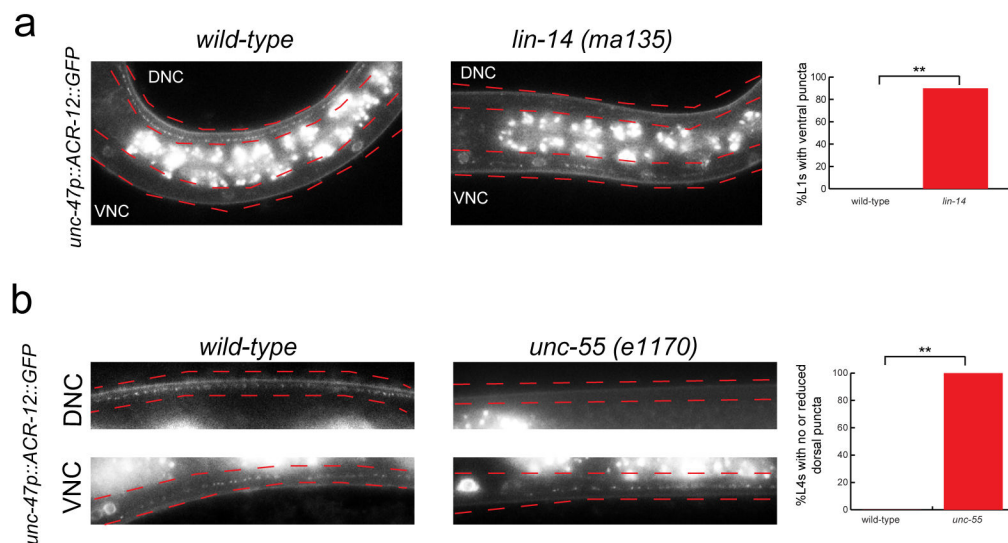 a
wild-type
lin-14 (ma135)
unc-47p::ACR-12::GFP
DNC
VNC
DNC
VNC
%L1s with ventral puncta
100
80
60
40
20
0
**
wild-type
lin-14
b
wild-type
unc-55 (e1170)
unc-47p::ACR-12::GFP
DNC
VNC
%L4s with no or reduced
dorsal puncta
100
80
60
40
20
0
**
wild-type
unc-55